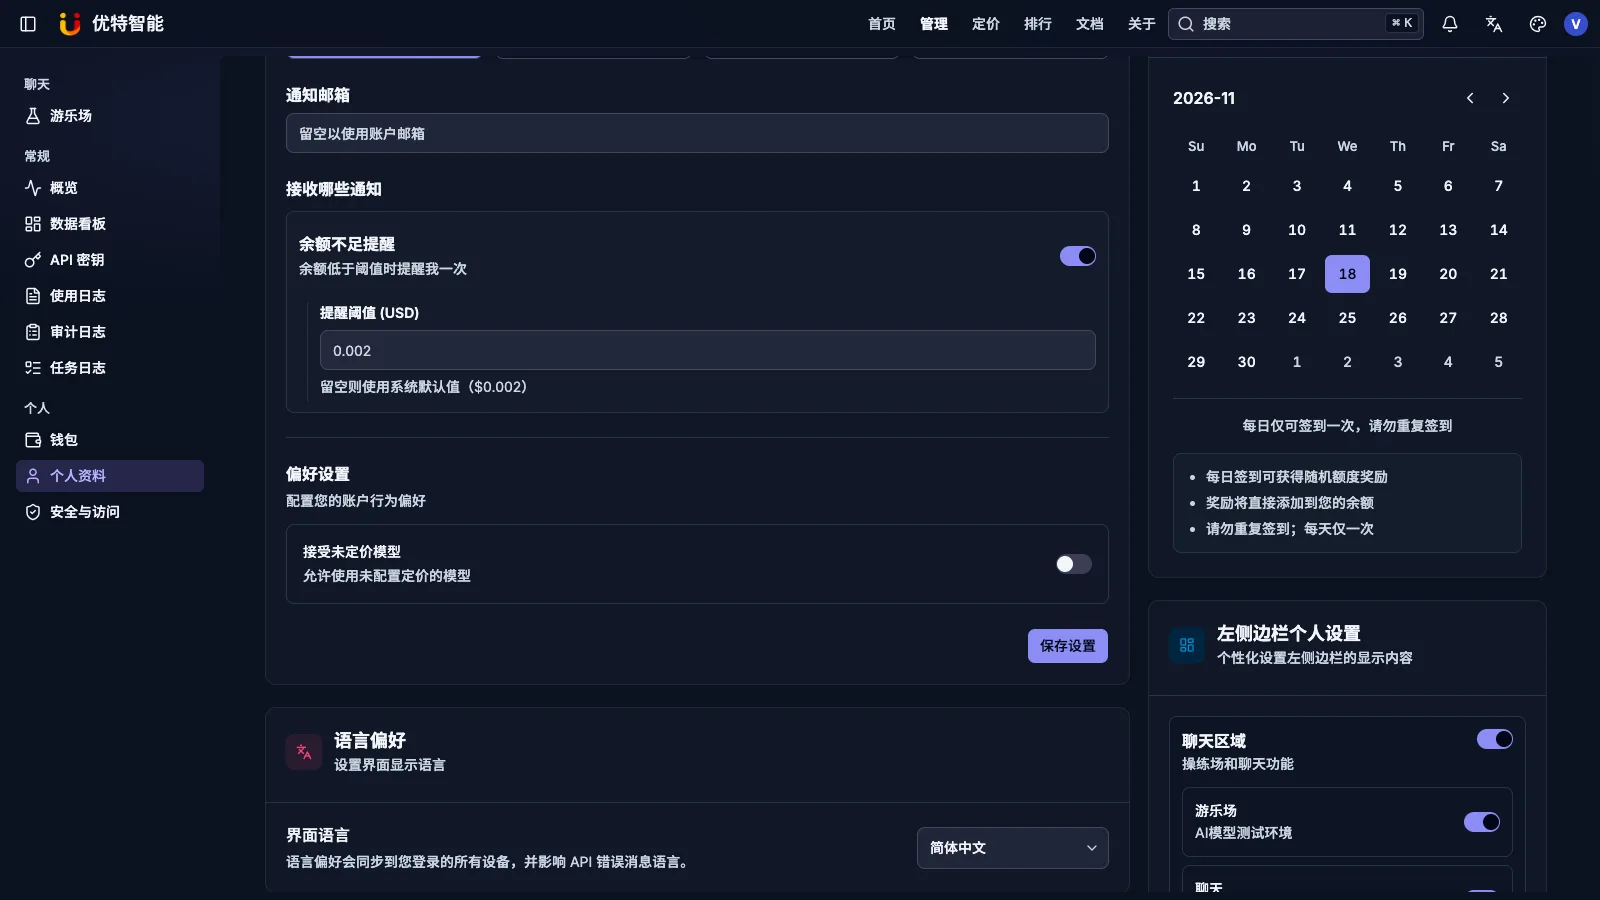 优特智能
首页
管理
定价
排行
文档
关于
搜索
⌘ K
V
聊天
游乐场
常规
概览
数据看板
API 密钥
使用日志
审计日志
任务日志
个人
钱包
个人资料
安全与访问
通知邮箱
留空以使用账户邮箱
接收哪些通知
余额不足提醒
余额低于阈值时提醒我一次
提醒阈值 (USD)
0.002
留空则使用系统默认值（$0.002）
偏好设置
配置您的账户行为偏好
接受未定价模型
允许使用未配置定价的模型
保存设置
语言偏好
设置界面显示语言
界面语言
语言偏好会同步到您登录的所有设备，并影响 API 错误消息语言。
简体中文
2026-11
Su Mo Tu We Th Fr Sa
1 2 3 4 5 6 7
8 9 10 11 12 13 14
15 16 17 18 19 20 21
22 23 24 25 26 27 28
29 30 1 2 3 4 5
每日仅可签到一次，请勿重复签到
每日签到可获得随机额度奖励
奖励将直接添加到您的余额
请勿重复签到；每天仅一次
左侧边栏个人设置
个性化设置左侧边栏的显示内容
聊天区域
操练场和聊天功能
游乐场
AI模型测试环境
聊天